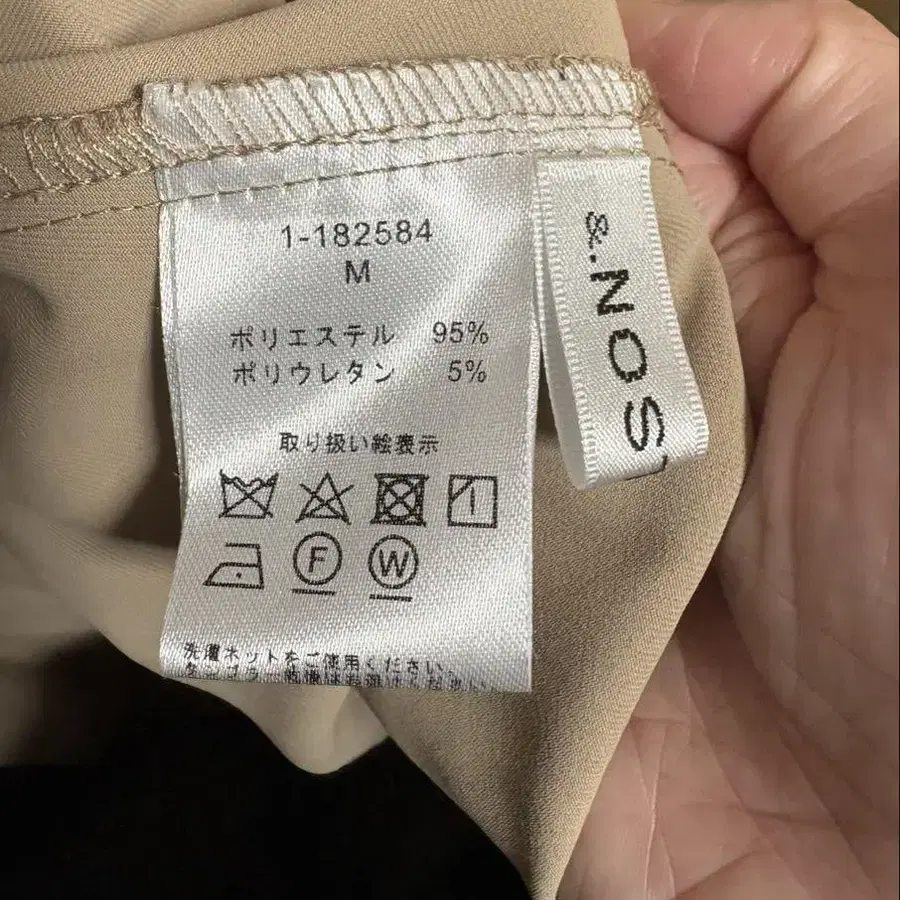 1-182584
M
ポリエステル 95%
ポリウレタン 5%
取り扱い絵表示
F W
洗濯ネットをご使用ください。
&.NOS